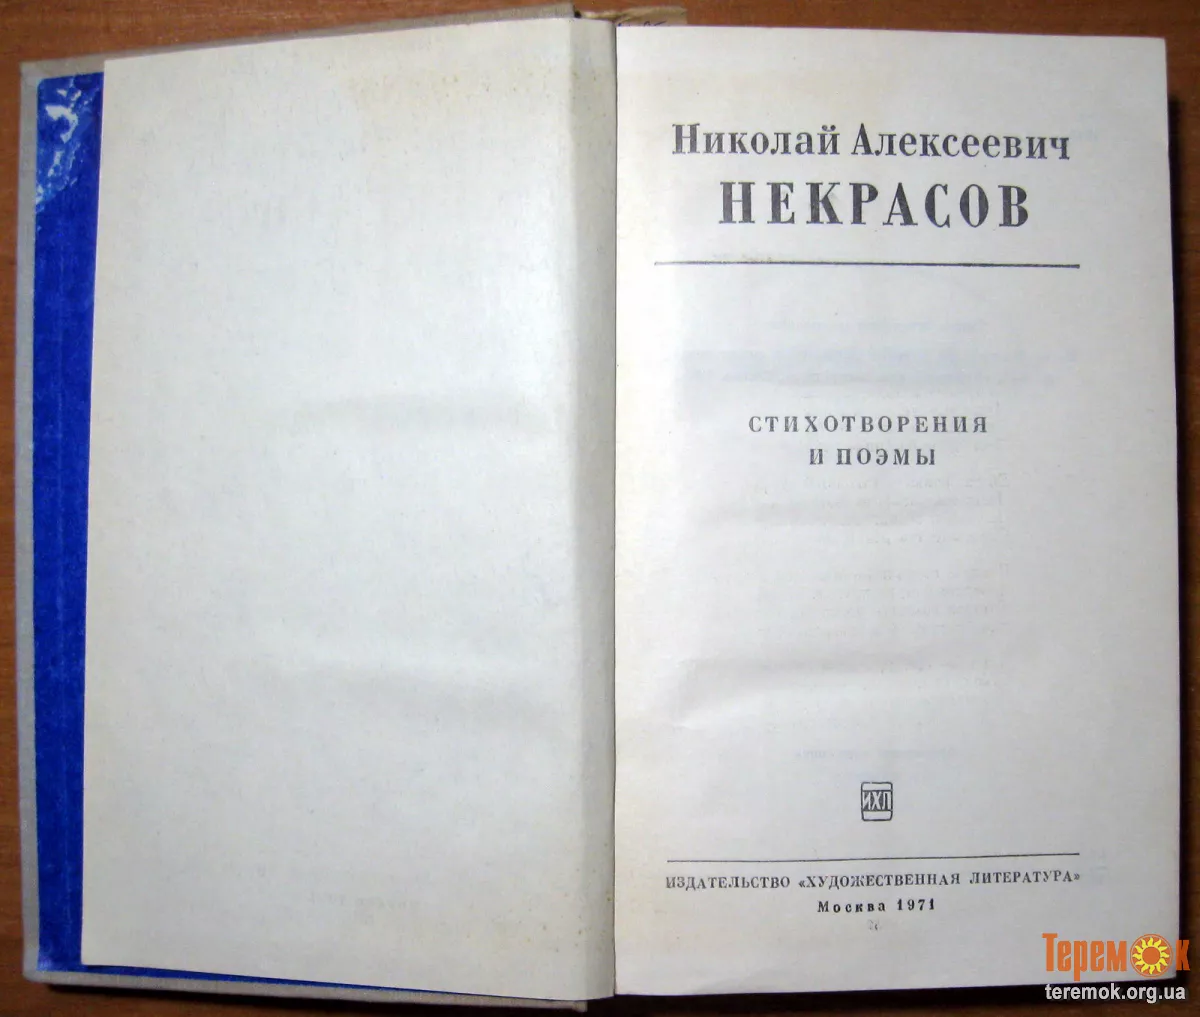 Николай Алексеевич
НЕКРАСОВ
СТИХОТВОРЕНИЯ
И ПОЭМЫ
ИХЛ
ИЗДАТЕЛЬСТВО «ХУДОЖЕСТВЕННАЯ ЛИТЕРАТУРА»
Москва 1971
Теремок
teremok.org.ua